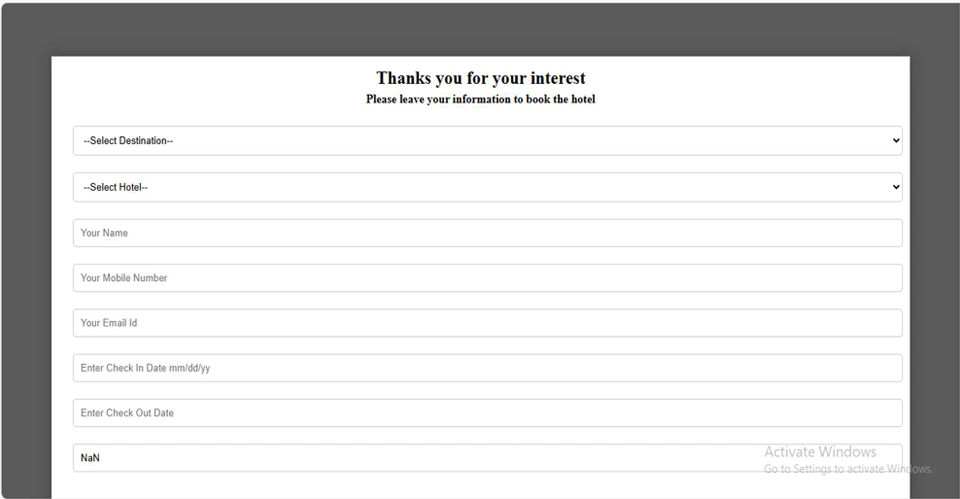 Thanks you for your interest
Please leave your information to book the hotel
--Select Destination--
--Select Hotel--
Your Name
Your Mobile Number
Your Email Id
Enter Check In Date mm/dd/yy
Enter Check Out Date
NaN
Activate Windows
Go to Settings to activate Windows.